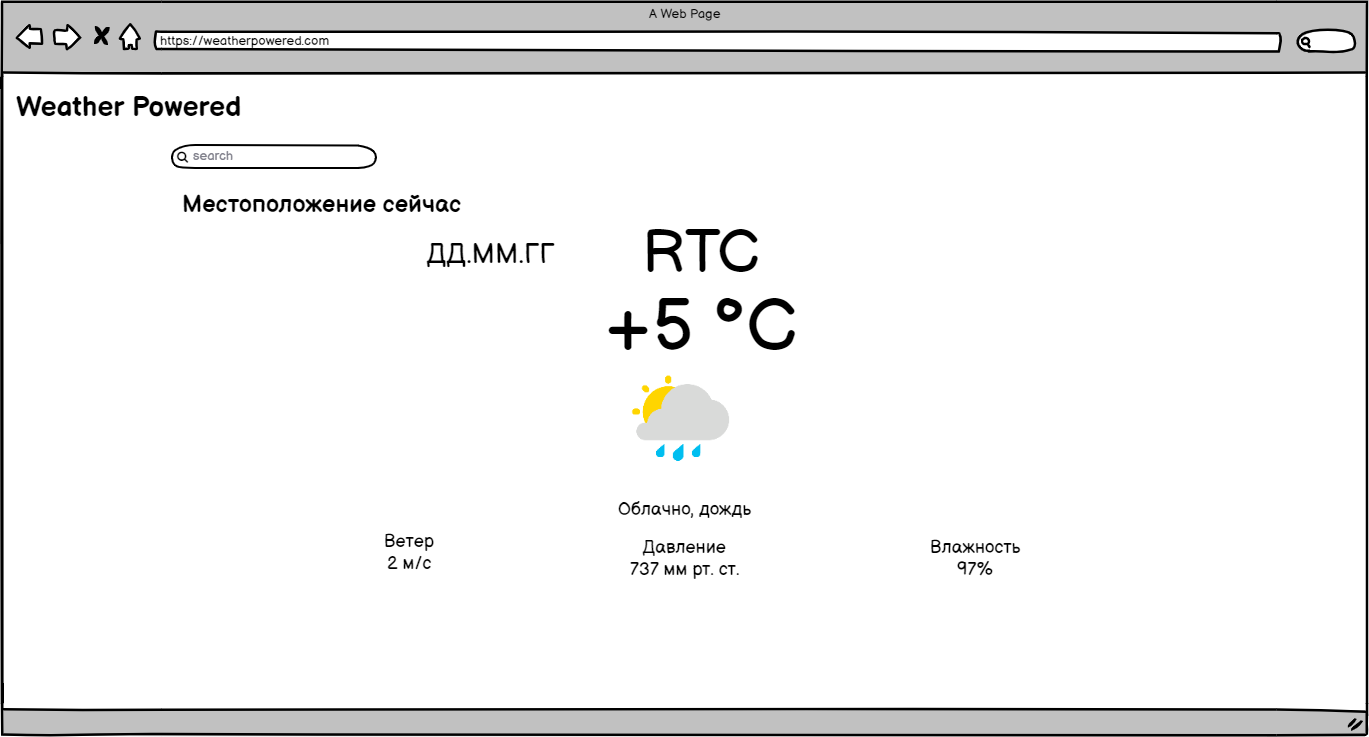 A Web Page
https://weatherpowered.com
Weather Powered
search
Местоположение сейчас
ДД.ММ.ГГ
RTC
+5 °C
Облачно, дождь
Ветер
2 м/с
Давление
737 мм рт. ст.
Влажность
97%